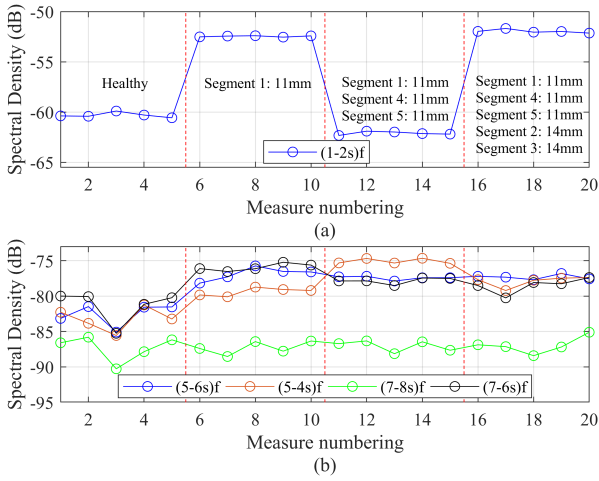 Spectral Density (dB)
-50
-55
-60
-65
Healthy
Segment 1: 11mm
Segment 1: 11mm
Segment 4: 11mm
Segment 5: 11mm
Segment 1: 11mm
Segment 4: 11mm
Segment 5: 11mm
Segment 2: 14mm
Segment 3: 14mm
(1-2s)f
2 4 6 8 10 12 14 16 18 20
Measure numbering
(a)
Spectral Density (dB)
-75
-80
-85
-90
-95
(5-6s)f (5-4s)f (7-8s)f (7-6s)f
2 4 6 8 10 12 14 16 18 20
Measure numbering
(b)